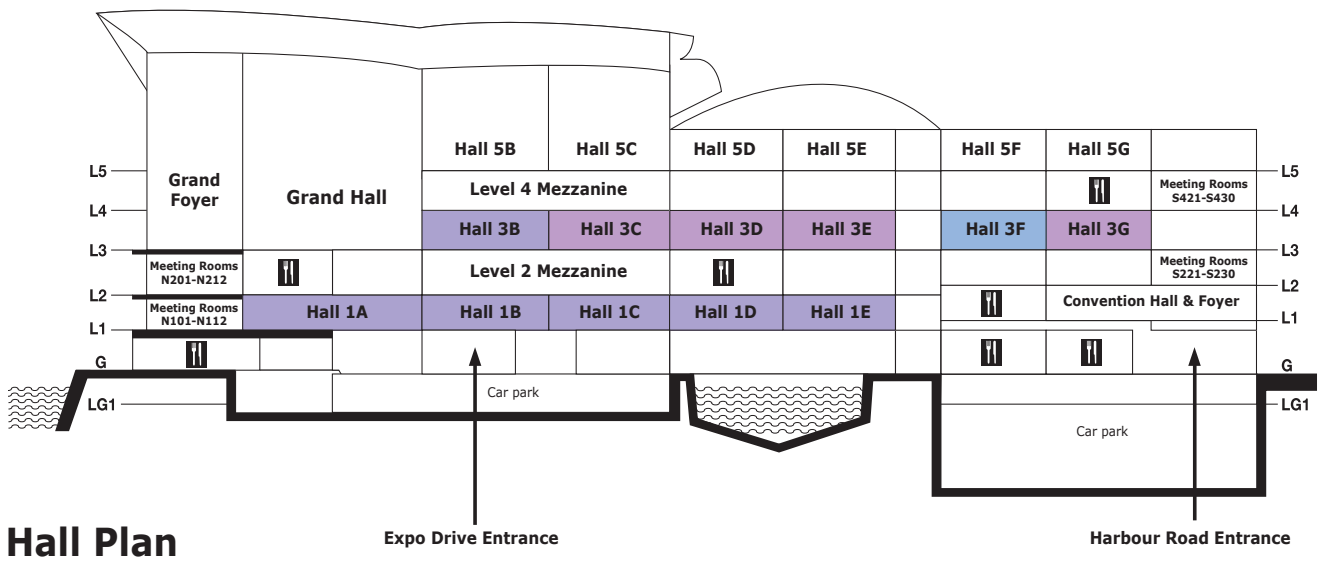 Hall 5B
Hall 5C
Hall 5D
Hall 5E
Hall 5F
Hall 5G
L5
L5
Grand
Foyer
Grand Hall
Level 4 Mezzanine
Meeting Rooms
S421-S430
L4
L4
Hall 3B
Hall 3C
Hall 3D
Hall 3E
Hall 3F
Hall 3G
L3
L3
Meeting Rooms
N201-N212
Level 2 Mezzanine
Meeting Rooms
S221-S230
L2
L2
Meeting Rooms
N101-N112
Hall 1A
Hall 1B
Hall 1C
Hall 1D
Hall 1E
Convention Hall & Foyer
L1
L1
G
G
Car park
LG1
LG1
Car park
Hall Plan
Expo Drive Entrance
Harbour Road Entrance